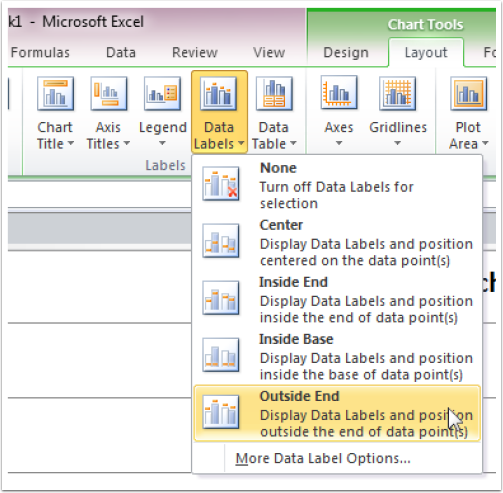 k1 - Microsoft Excel
Chart Tools
Formulas Data Review View Design Layout Fo
Chart Title Axis Titles Legend Data Labels Data Table Axes Gridlines Plot Area
Labels
None
Turn off Data Labels for
selection
Center
Display Data Labels and position
centered on the data point(s)
Inside End
Display Data Labels and position
inside the end of data point(s)
Inside Base
Display Data Labels and position
inside the base of data point(s)
Outside End
Display Data Labels and position
outside the end of data point(s)
More Data Label Options...
ch